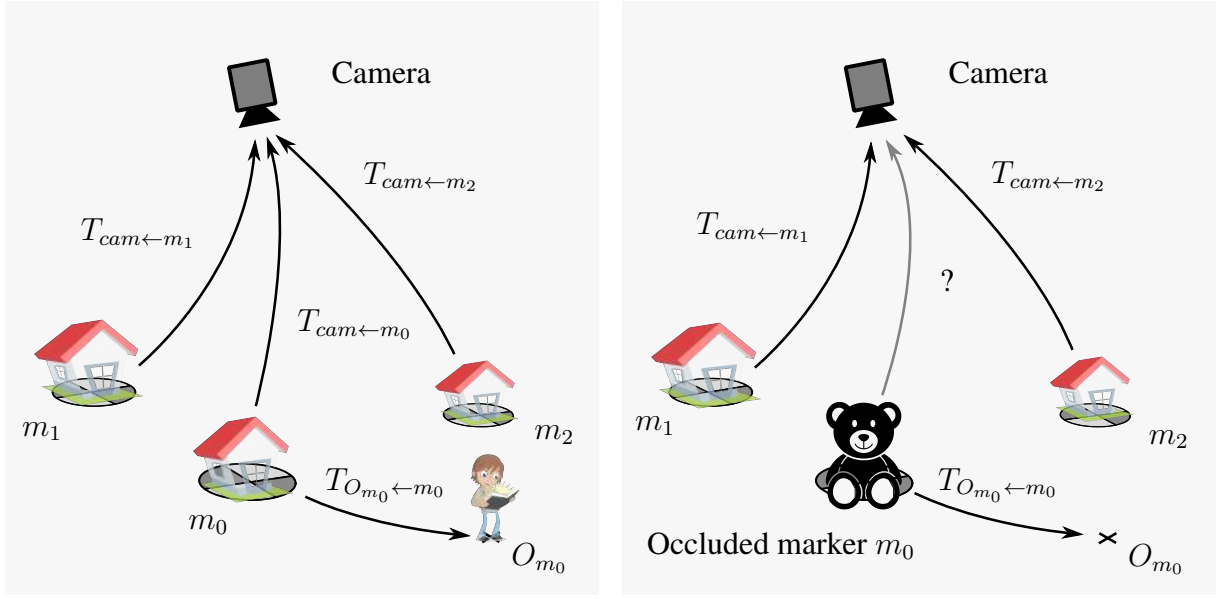 Camera
T_{cam←m_2}
T_{cam←m_1}
T_{cam←m_0}
m_1
m_2
T_{O_{m_0}←m_0}
m_0
O_{m_0}
Camera
T_{cam←m_2}
T_{cam←m_1}
?
m_1
m_2
T_{O_{m_0}←m_0}
Occluded marker m_0
O_{m_0}